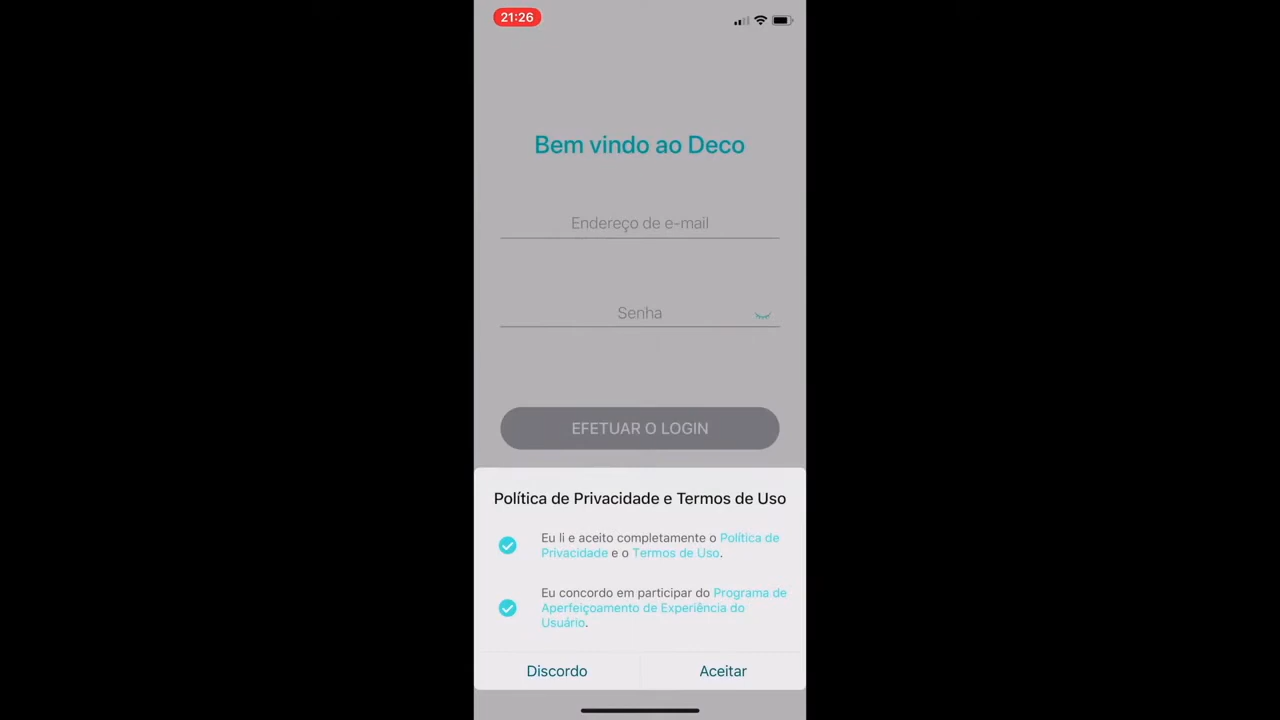 21:26
Bem vindo ao Deco
Endereço de e-mail
Senha
EFETUAR O LOGIN
Política de Privacidade e Termos de Uso
Eu li e aceito completamente o Política de
Privacidade e o Termos de Uso.
Eu concordo em participar do Programa de
Aperfeiçoamento de Experiência do
Usuário.
Discordo
Aceitar